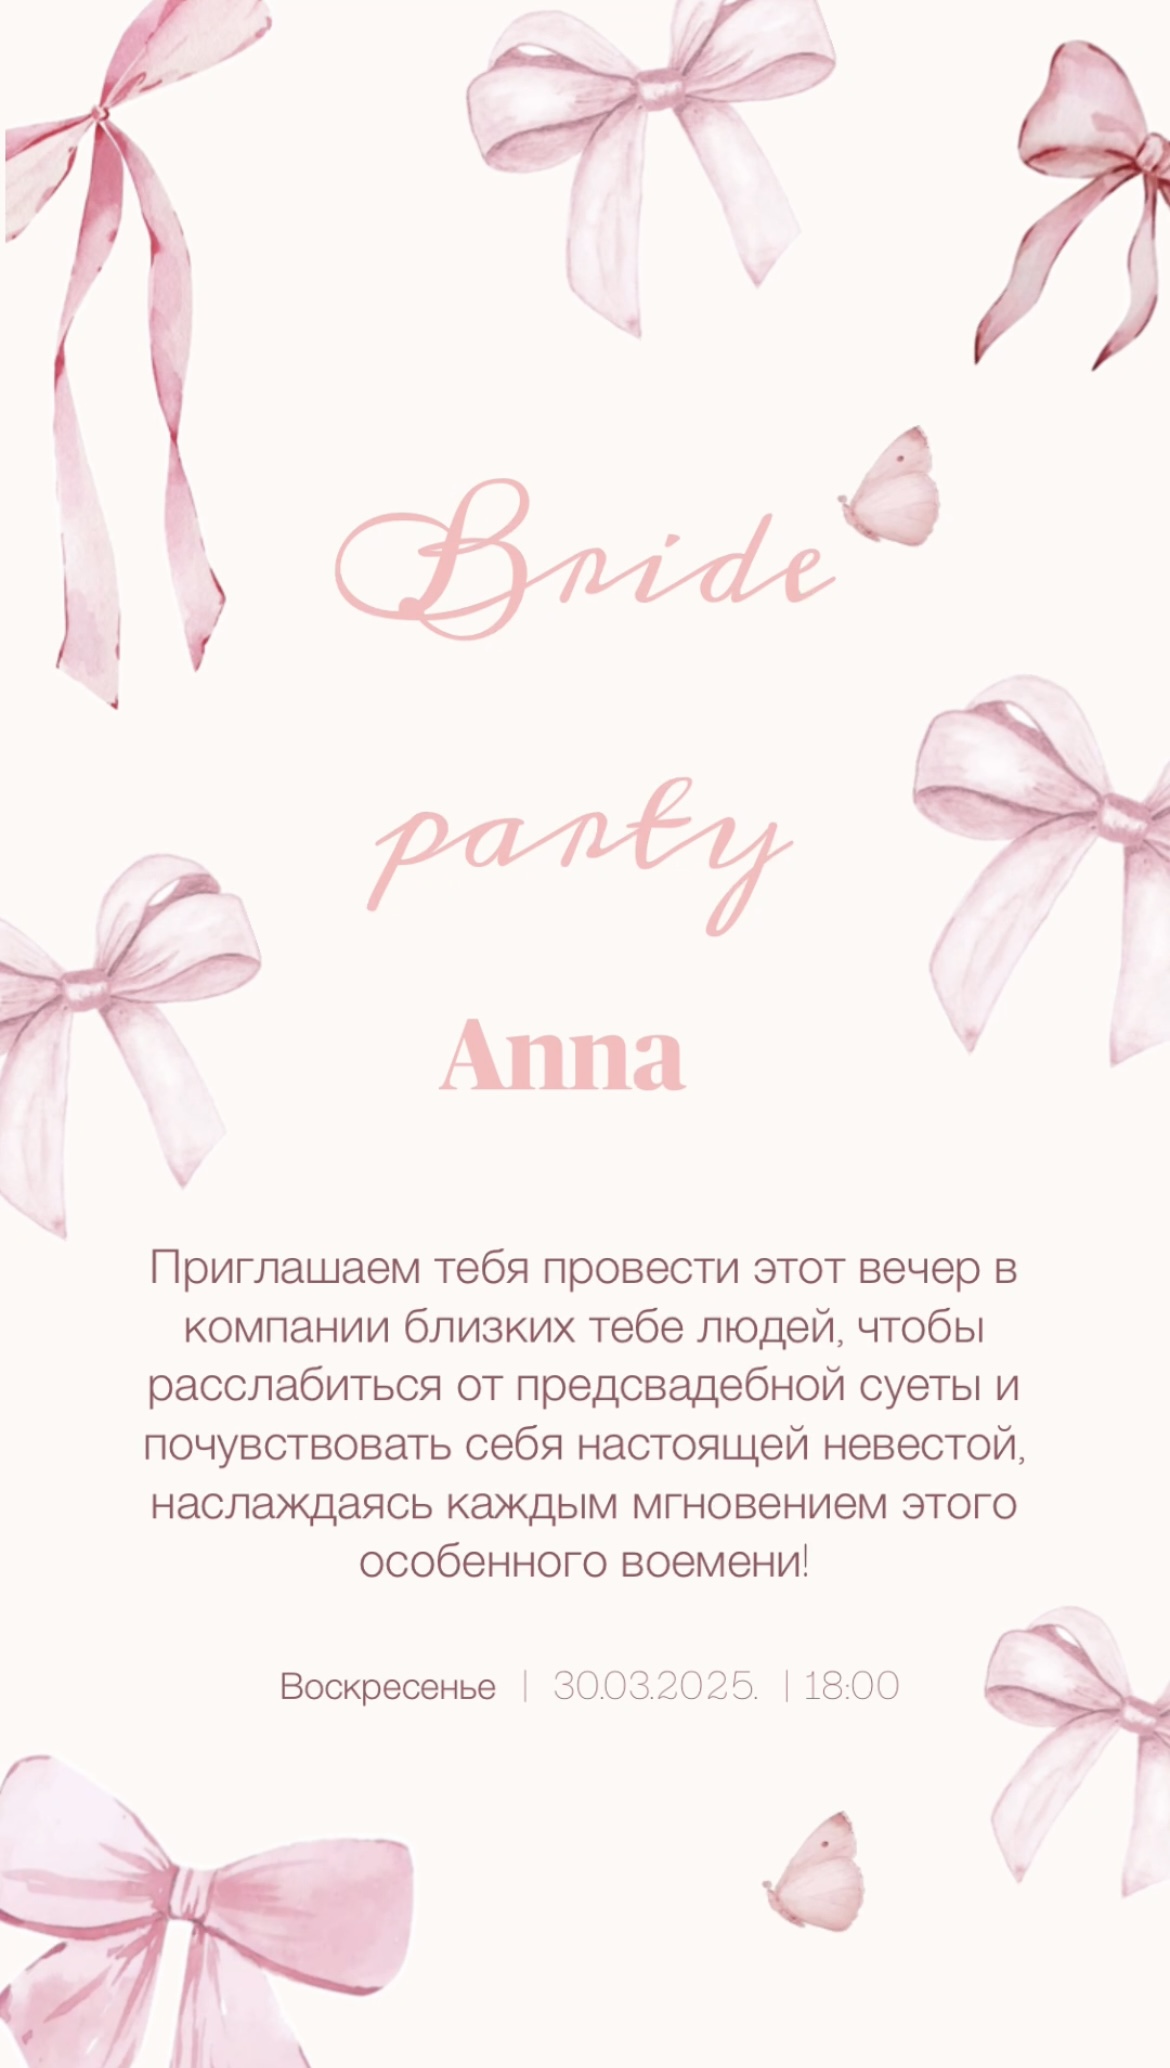 Bride
party
Anna
Приглашаем тебя провести этот вечер в
компании близких тебе людей, чтобы
расслабиться от предсвадебной суеты и
почувствовать себя настоящей невестой,
наслаждаясь каждым мгновением этого
особенного воемени!
Воскресенье | 30.03.2025. | 18:00